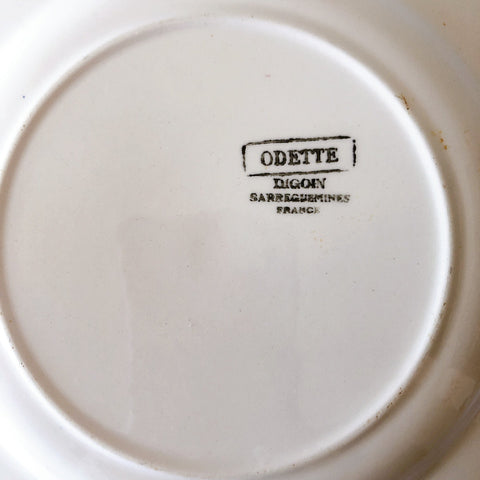 ODETTE
DIGOIN
SARREGUEMINES
FRANCE